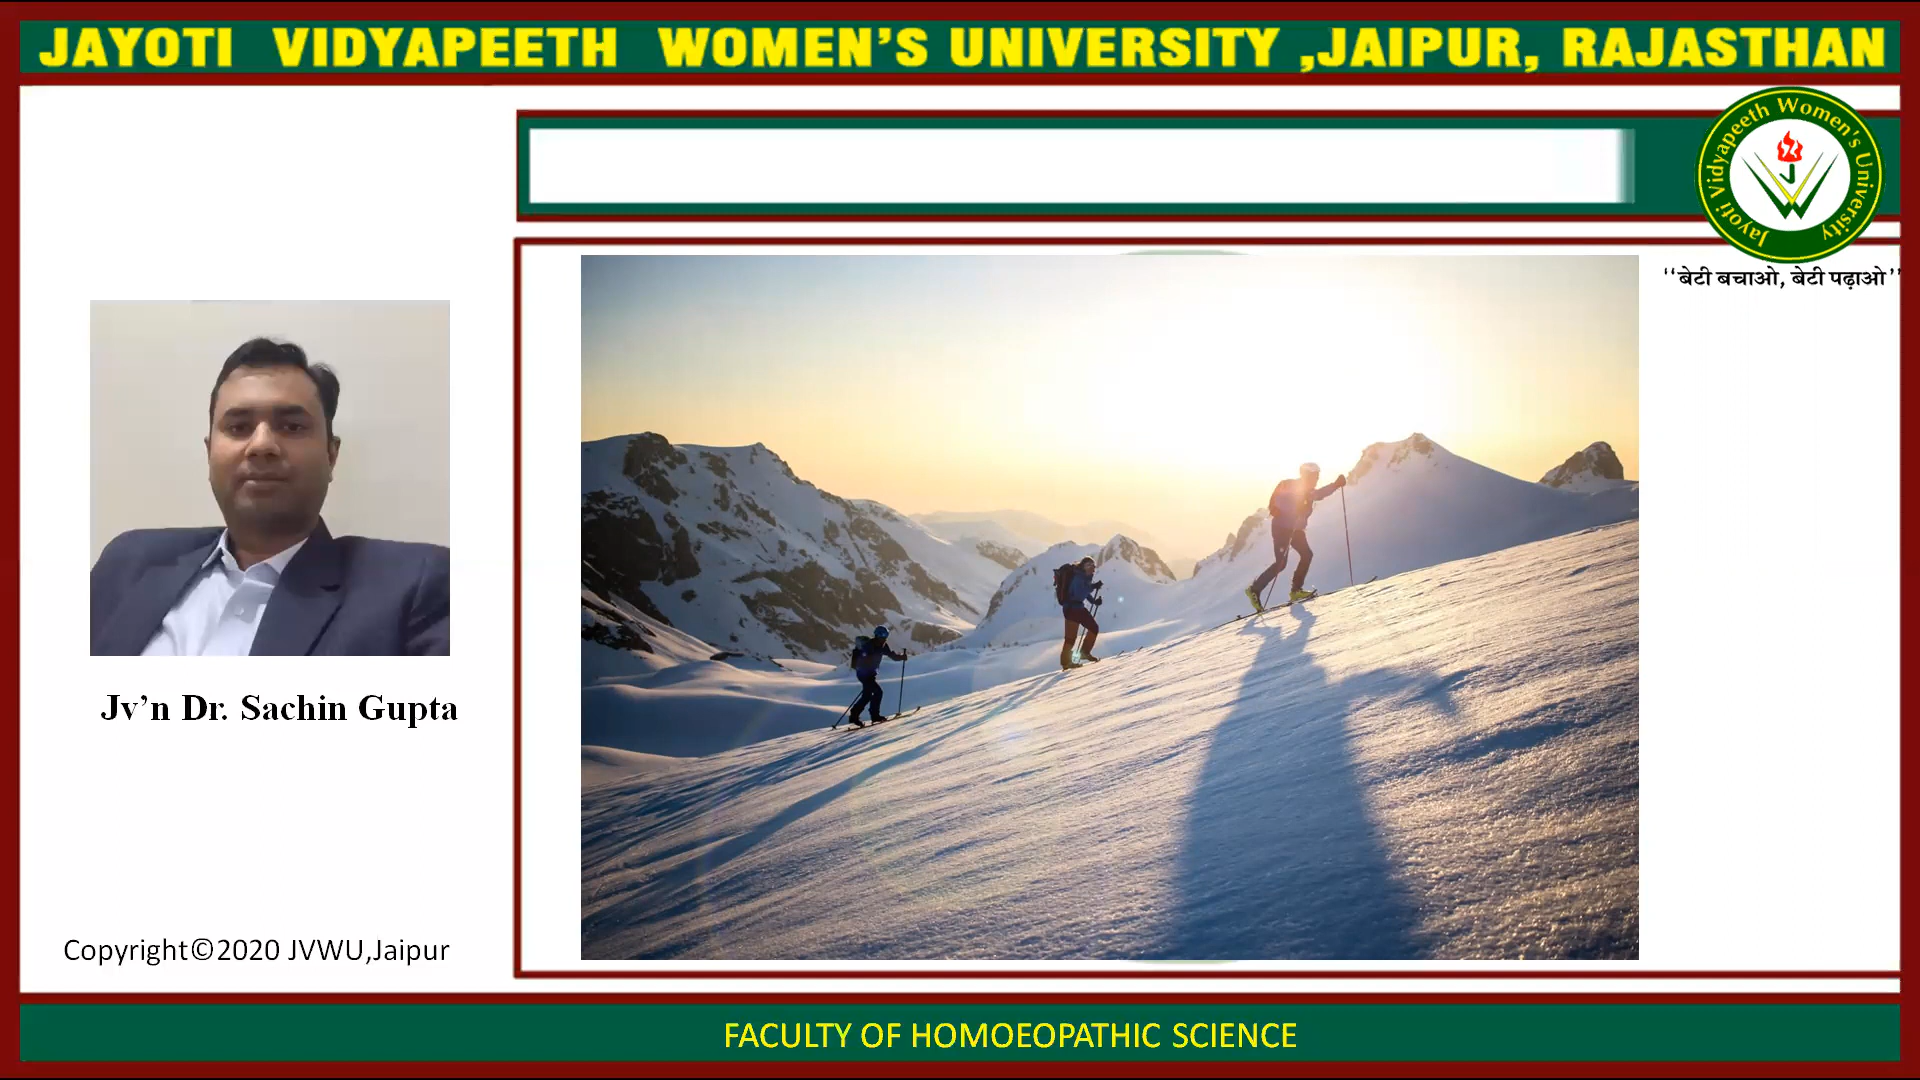 JAYOTI VIDYAPEETH WOMEN’S UNIVERSITY ,JAIPUR, RAJASTHAN
Jayoti Vidyapeeth Women's University
J
‘‘बेटी बचाओ, बेटी पढ़ाओ’’
Jv’n Dr. Sachin Gupta
Copyright©2020 JVWU,Jaipur
FACULTY OF HOMOEOPATHIC SCIENCE